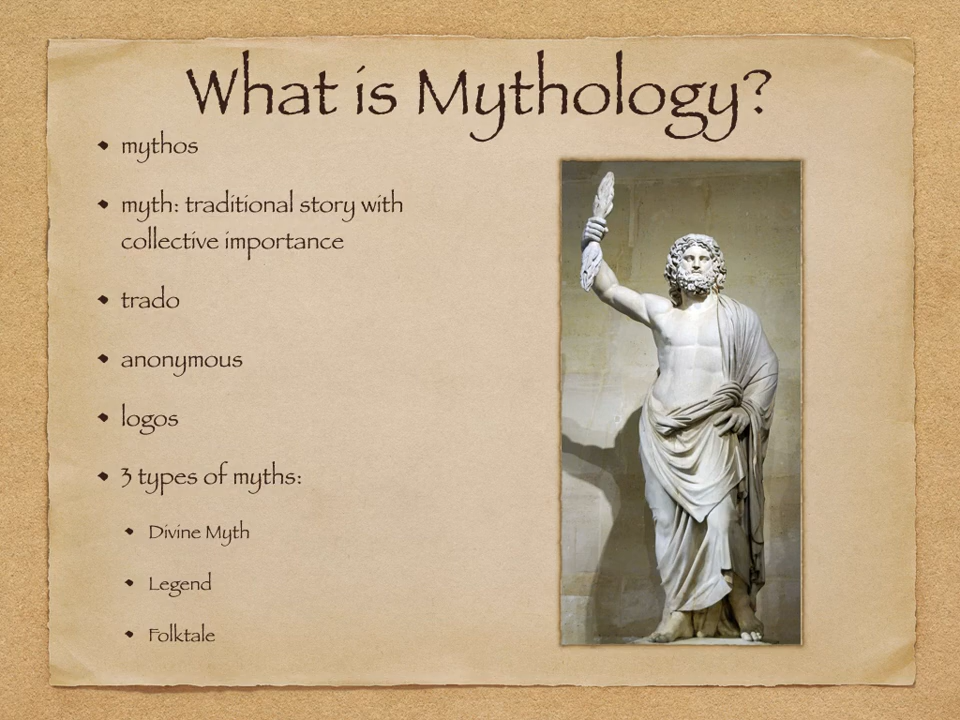 What is Mythology?
mythos
myth: traditional story with
collective importance
trado
anonymous
logos
3 types of myths:
Divine Myth
Legend
Folktale